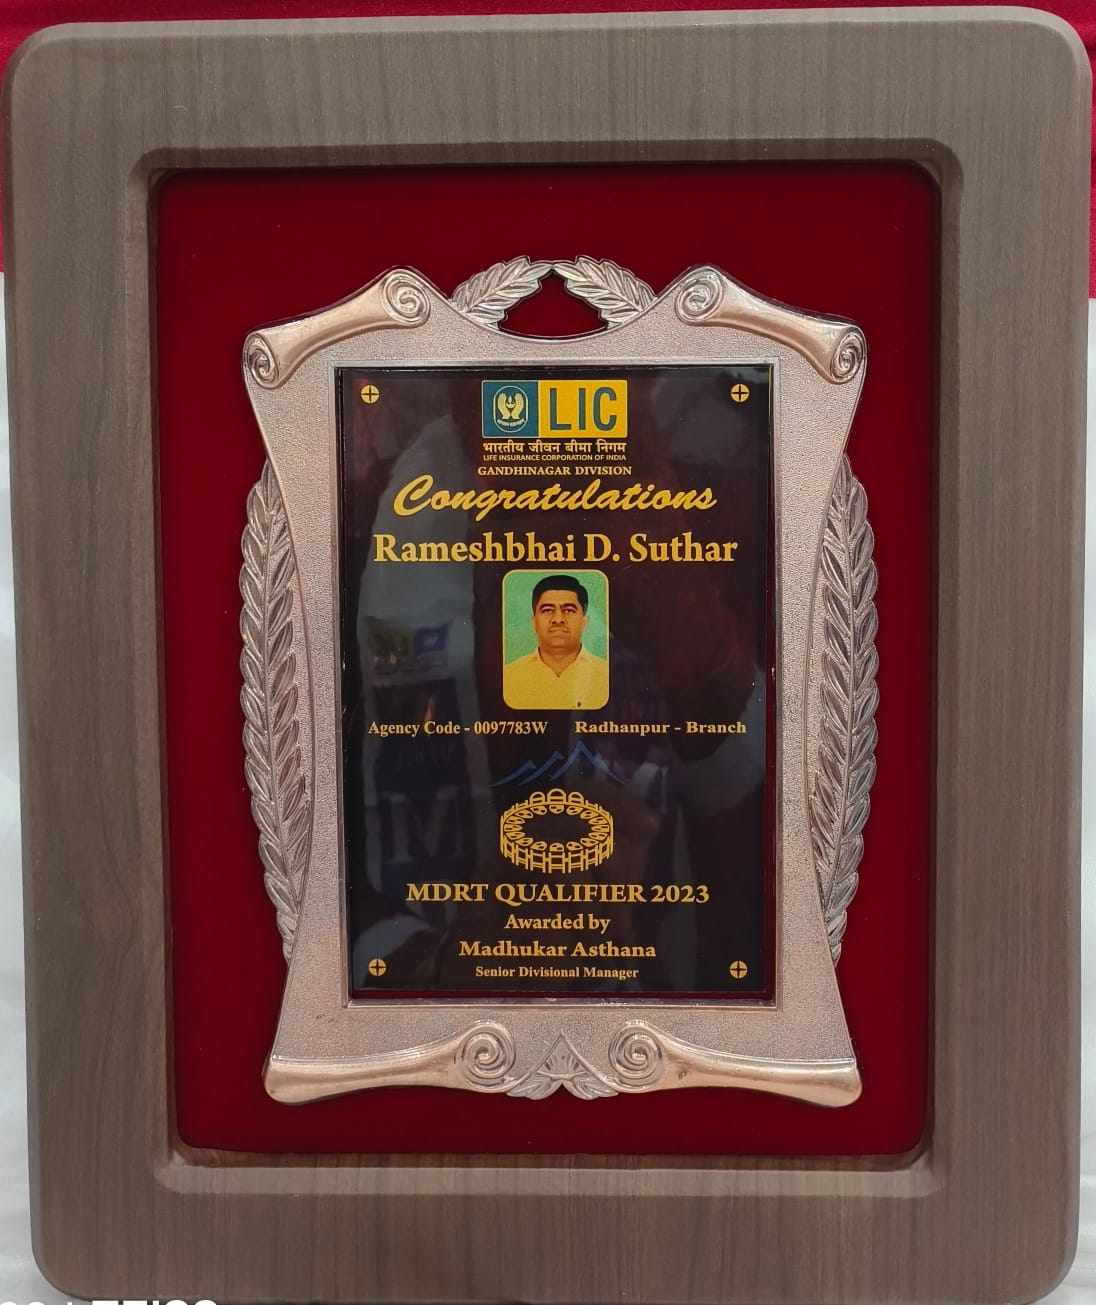 LIC
भारतीय जीवन बीमा निगम
LIFE INSURANCE CORPORATION OF INDIA
GANDHINAGAR DIVISION
Congratulations
Rameshbhai D. Suthar
Agency Code - 0097783W Radhanpur - Branch
MDRT QUALIFIER 2023
Awarded by
Madhukar Asthana
Senior Divisional Manager